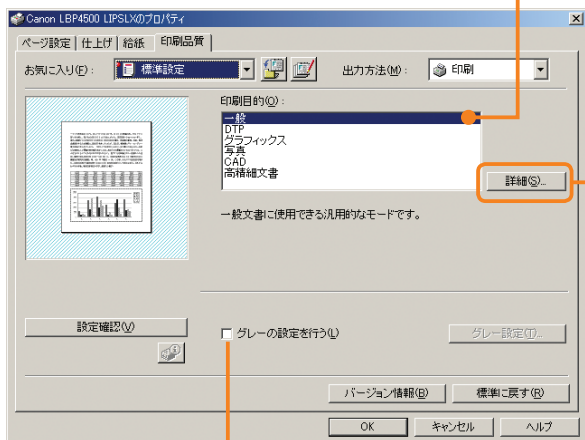 Canon LBP4500 LIPSLXのプロパティ
ページ設定 仕上げ 給紙 印刷品質
お気に入り(F)： 標準設定 出力方法(M)： 印刷
印刷目的(O)：
一般
DTP
グラフィックス
写真
CAD
高精細文書
詳細(S)...
一般文書に使用できる汎用的なモードです。
設定確認(V)
グレーの設定を行う(L) グレー設定(T)...
バージョン情報(B) 標準に戻す(R)
OK キャンセル ヘルプ